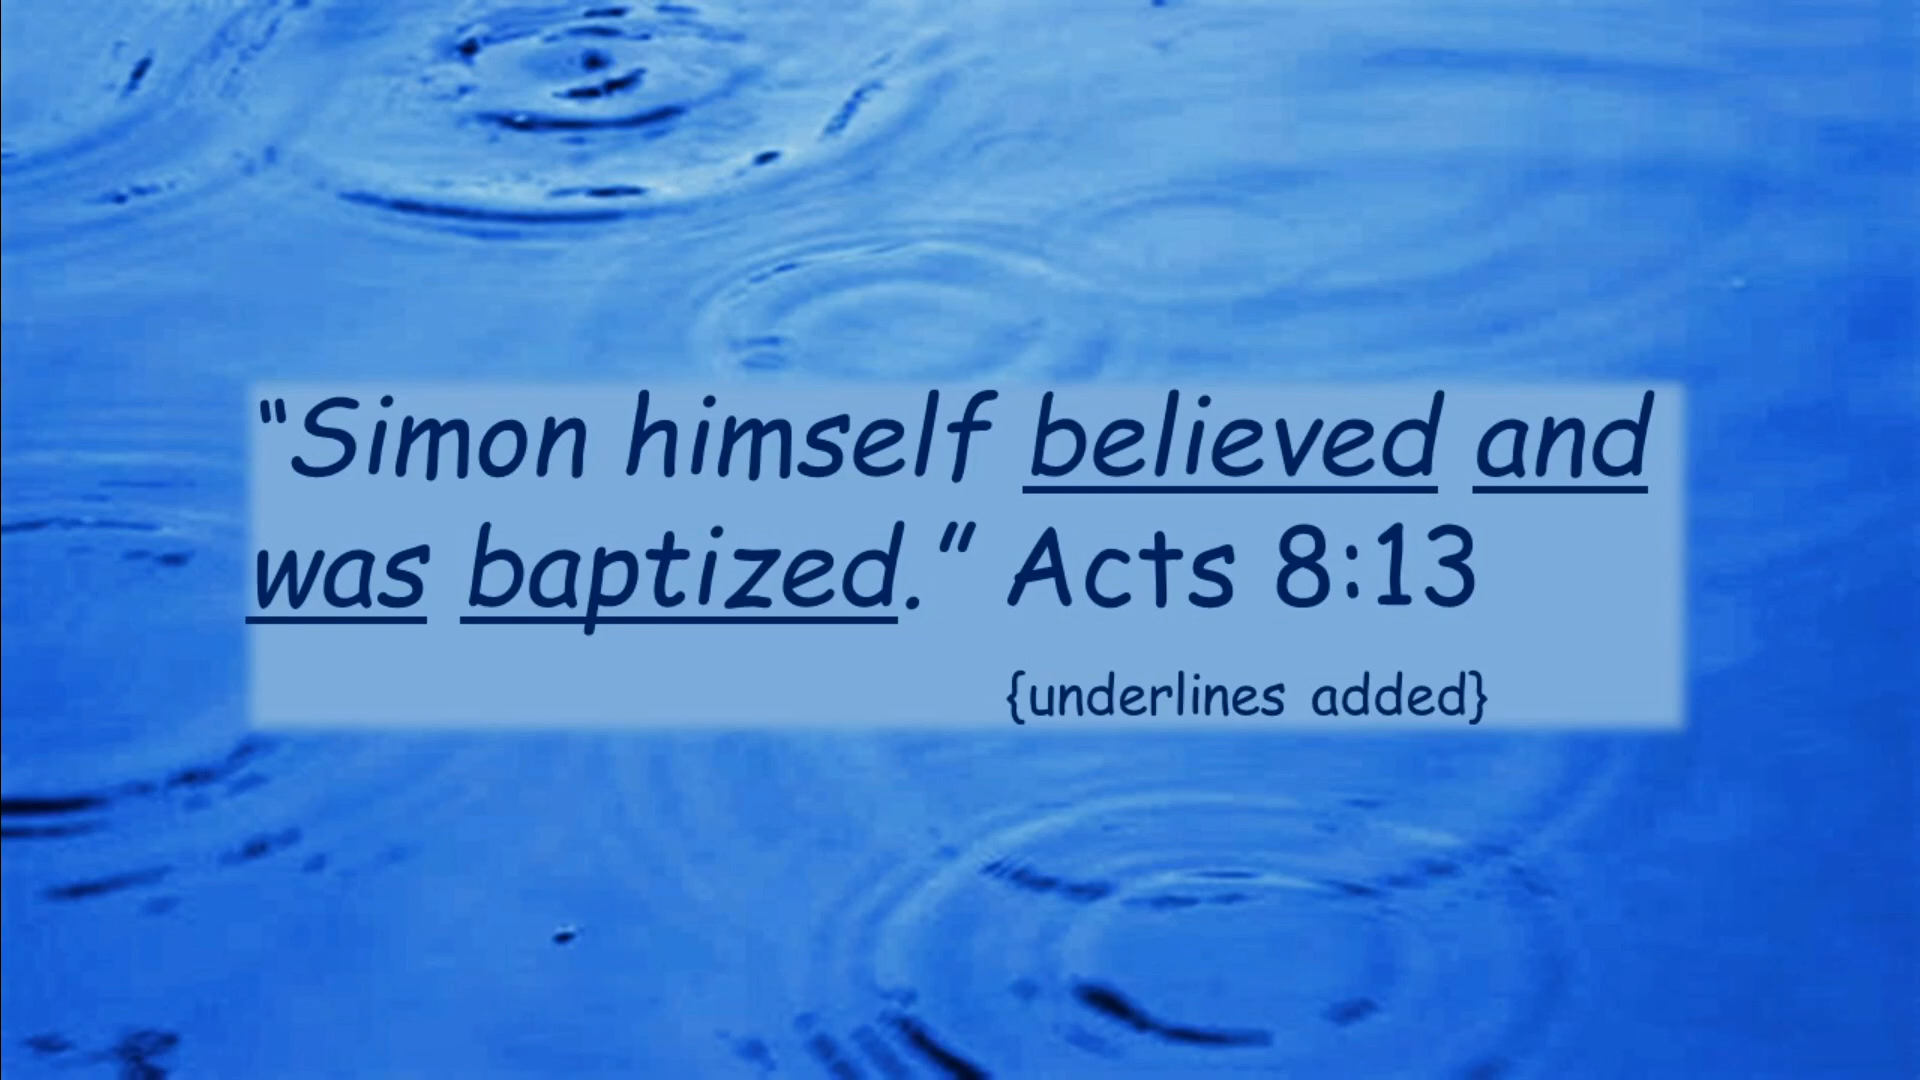 “Simon himself believed and
was baptized.” Acts 8:13
{underlines added}